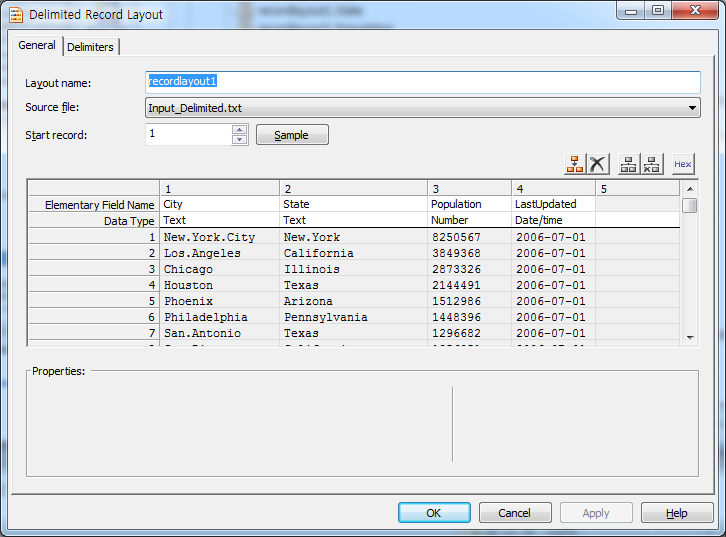 Delimited Record Layout
General Delimiters
Layout name: recordlayout1
Source file: Input_Delimited.txt
Start record: 1 Sample
Hex
1 2 3 4 5
Elementary Field Name City State Population LastUpdated
Data Type Text Text Number Date/time
1 New.York.City New.York 8250567 2006-07-01
2 Los.Angeles California 3849368 2006-07-01
3 Chicago Illinois 2873326 2006-07-01
4 Houston Texas 2144491 2006-07-01
5 Phoenix Arizona 1512986 2006-07-01
6 Philadelphia Pennsylvania 1448396 2006-07-01
7 San.Antonio Texas 1296682 2006-07-01
Properties:
OK Cancel Apply Help